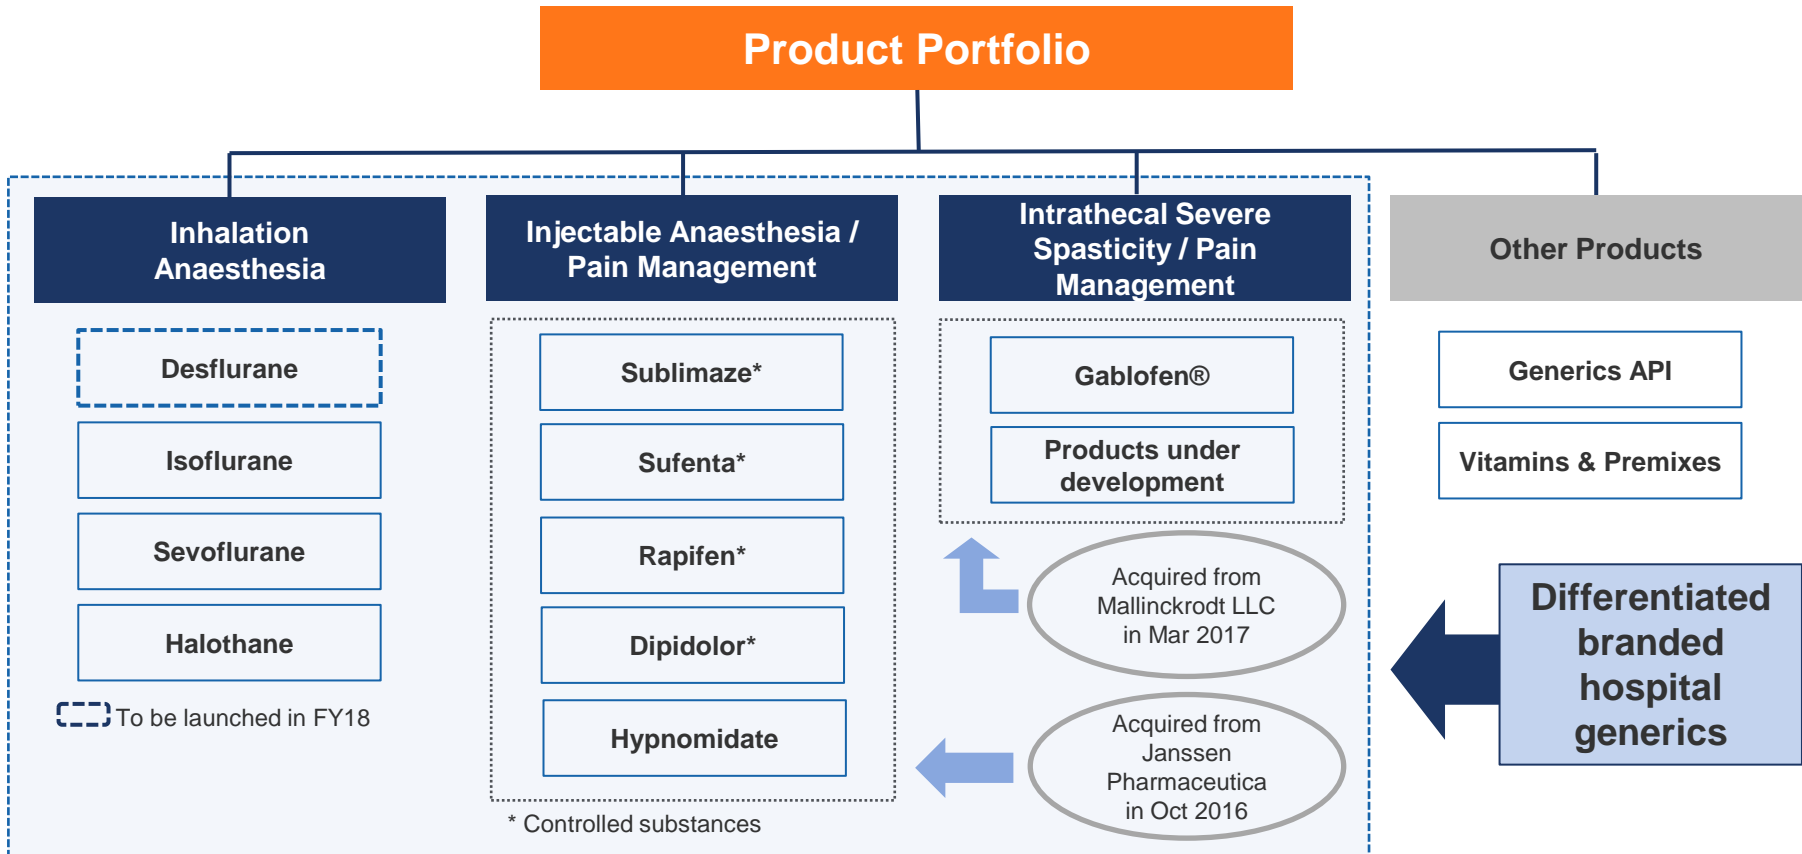 Product Portfolio
Inhalation
Anaesthesia
Desflurane
Isoflurane
Sevoflurane
Halothane
To be launched in FY18
Injectable Anaesthesia /
Pain Management
Sublimaze*
Sufenta*
Rapifen*
Dipidolor*
Hypnomidate
* Controlled substances
Intrathecal Severe
Spasticity / Pain
Management
Gablofen®
Products under
development
Acquired from
Mallinckrodt LLC
in Mar 2017
Acquired from
Janssen
Pharmaceutica
in Oct 2016
Other Products
Generics API
Vitamins & Premixes
Differentiated
branded
hospital
generics